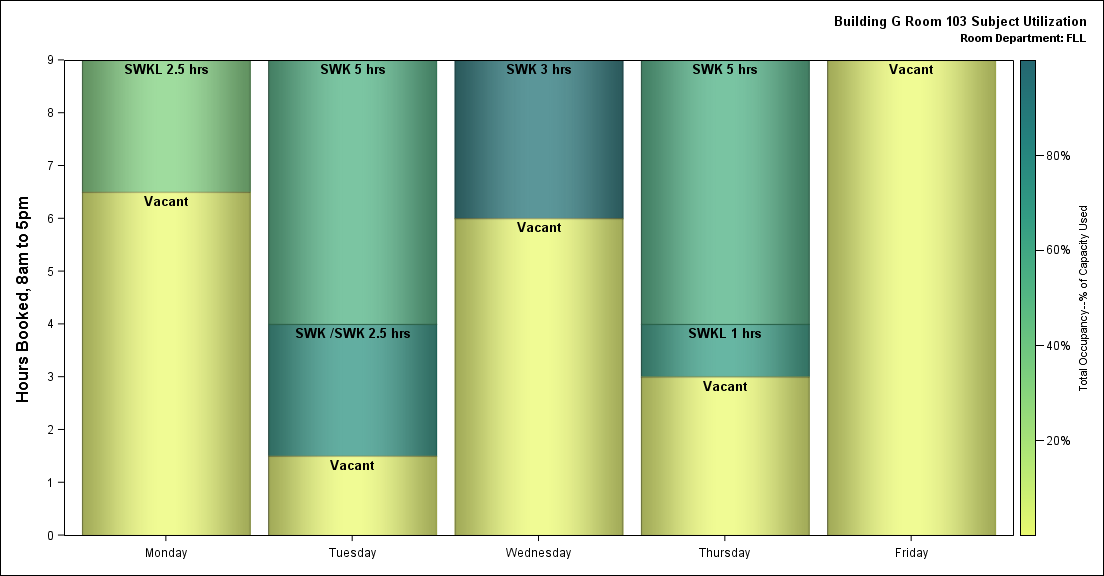 Building G Room 103 Subject Utilization
Room Department: FLL
Hours Booked, 8am to 5pm
9
8
7
6
5
4
3
2
1
0
SWKL 2.5 hrs
Vacant
SWK 5 hrs
SWK /SWK 2.5 hrs
Vacant
SWK 3 hrs
Vacant
SWK 5 hrs
SWKL 1 hrs
Vacant
Vacant
Monday
Tuesday
Wednesday
Thursday
Friday
80%
60%
40%
20%
Total Occupancy--% of Capacity Used